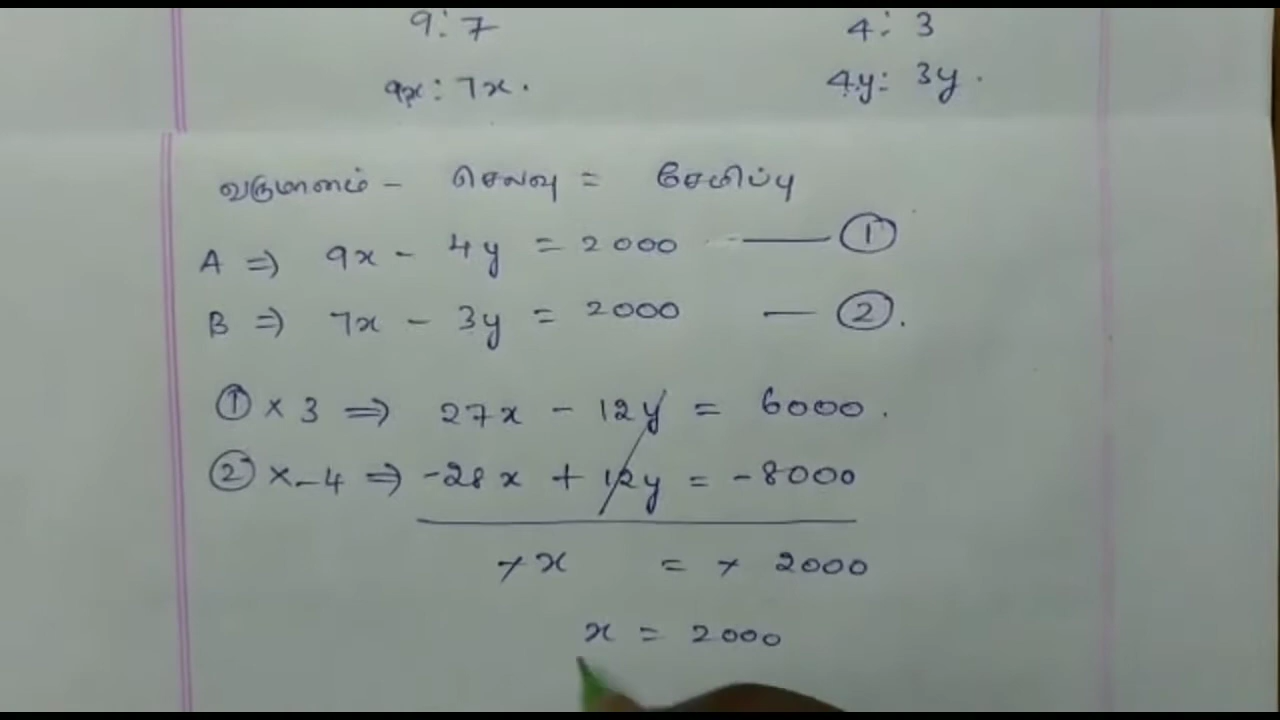 9:7 4:3
9x:7x. 4y:3y.
வருமானம் - செலவு = சேமிப்பு
A ⇒ 9x - 4y = 2000 —— ①
B ⇒ 7x - 3y = 2000 — ②.
① × 3 ⇒ 27x - 12y = 6000.
② × -4 ⇒ -28x + 12y = -8000
-x = - 2000
x = 2000